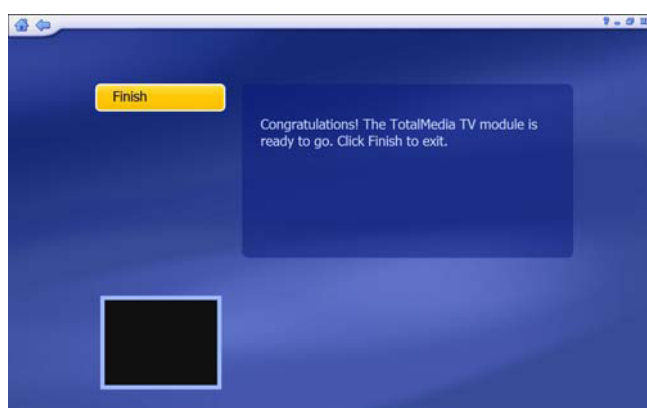 Finish
Congratulations! The TotalMedia TV module is
ready to go. Click Finish to exit.